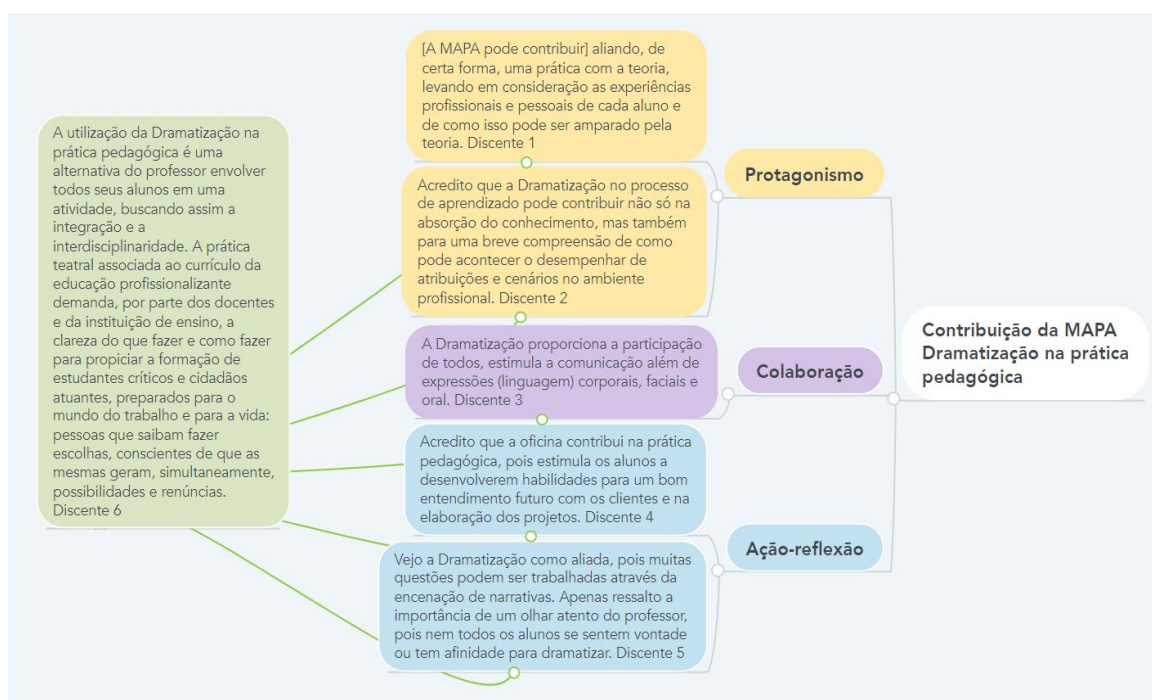 A utilização da Dramatização na
prática pedagógica é uma
alternativa do professor envolver
todos seus alunos em uma
atividade, buscando assim a
integração e a
interdisciplinaridade. A prática
teatral associada ao currículo da
educação profissionalizante
demanda, por parte dos docentes
e da instituição de ensino, a
clareza do que fazer e como fazer
para propiciar a formação de
estudantes críticos e cidadãos
atuantes, preparados para o
mundo do trabalho e para a vida:
pessoas que saibam fazer
escolhas, conscientes de que as
mesmas geram, simultaneamente,
possibilidades e renúncias.
Discente 6
[A MAPA pode contribuir] aliando, de
certa forma, uma prática com a teoria,
levando em consideração as experiências
profissionais e pessoais de cada aluno e
de como isso pode ser amparado pela
teoria. Discente 1
Acredito que a Dramatização no processo
de aprendizado pode contribuir não só na
absorção do conhecimento, mas também
para uma breve compreensão de como
pode acontecer o desempenhar de
atribuições e cenários no ambiente
profissional. Discente 2
A Dramatização proporciona a participação
de todos, estimula a comunicação além de
expressões (linguagem) corporais, faciais e
oral. Discente 3
Acredito que a oficina contribui na prática
pedagógica, pois estimula os alunos a
desenvolverem habilidades para um bom
entendimento futuro com os clientes e na
elaboração dos projetos. Discente 4
Vejo a Dramatização como aliada, pois muitas
questões podem ser trabalhadas através da
encenação de narrativas. Apenas ressalto a
importância de um olhar atento do professor,
pois nem todos os alunos se sentem vontade
ou tem afinidade para dramatizar. Discente 5
Protagonismo
Colaboração
Ação-reflexão
Contribuição da MAPA
Dramatização na prática
pedagógica